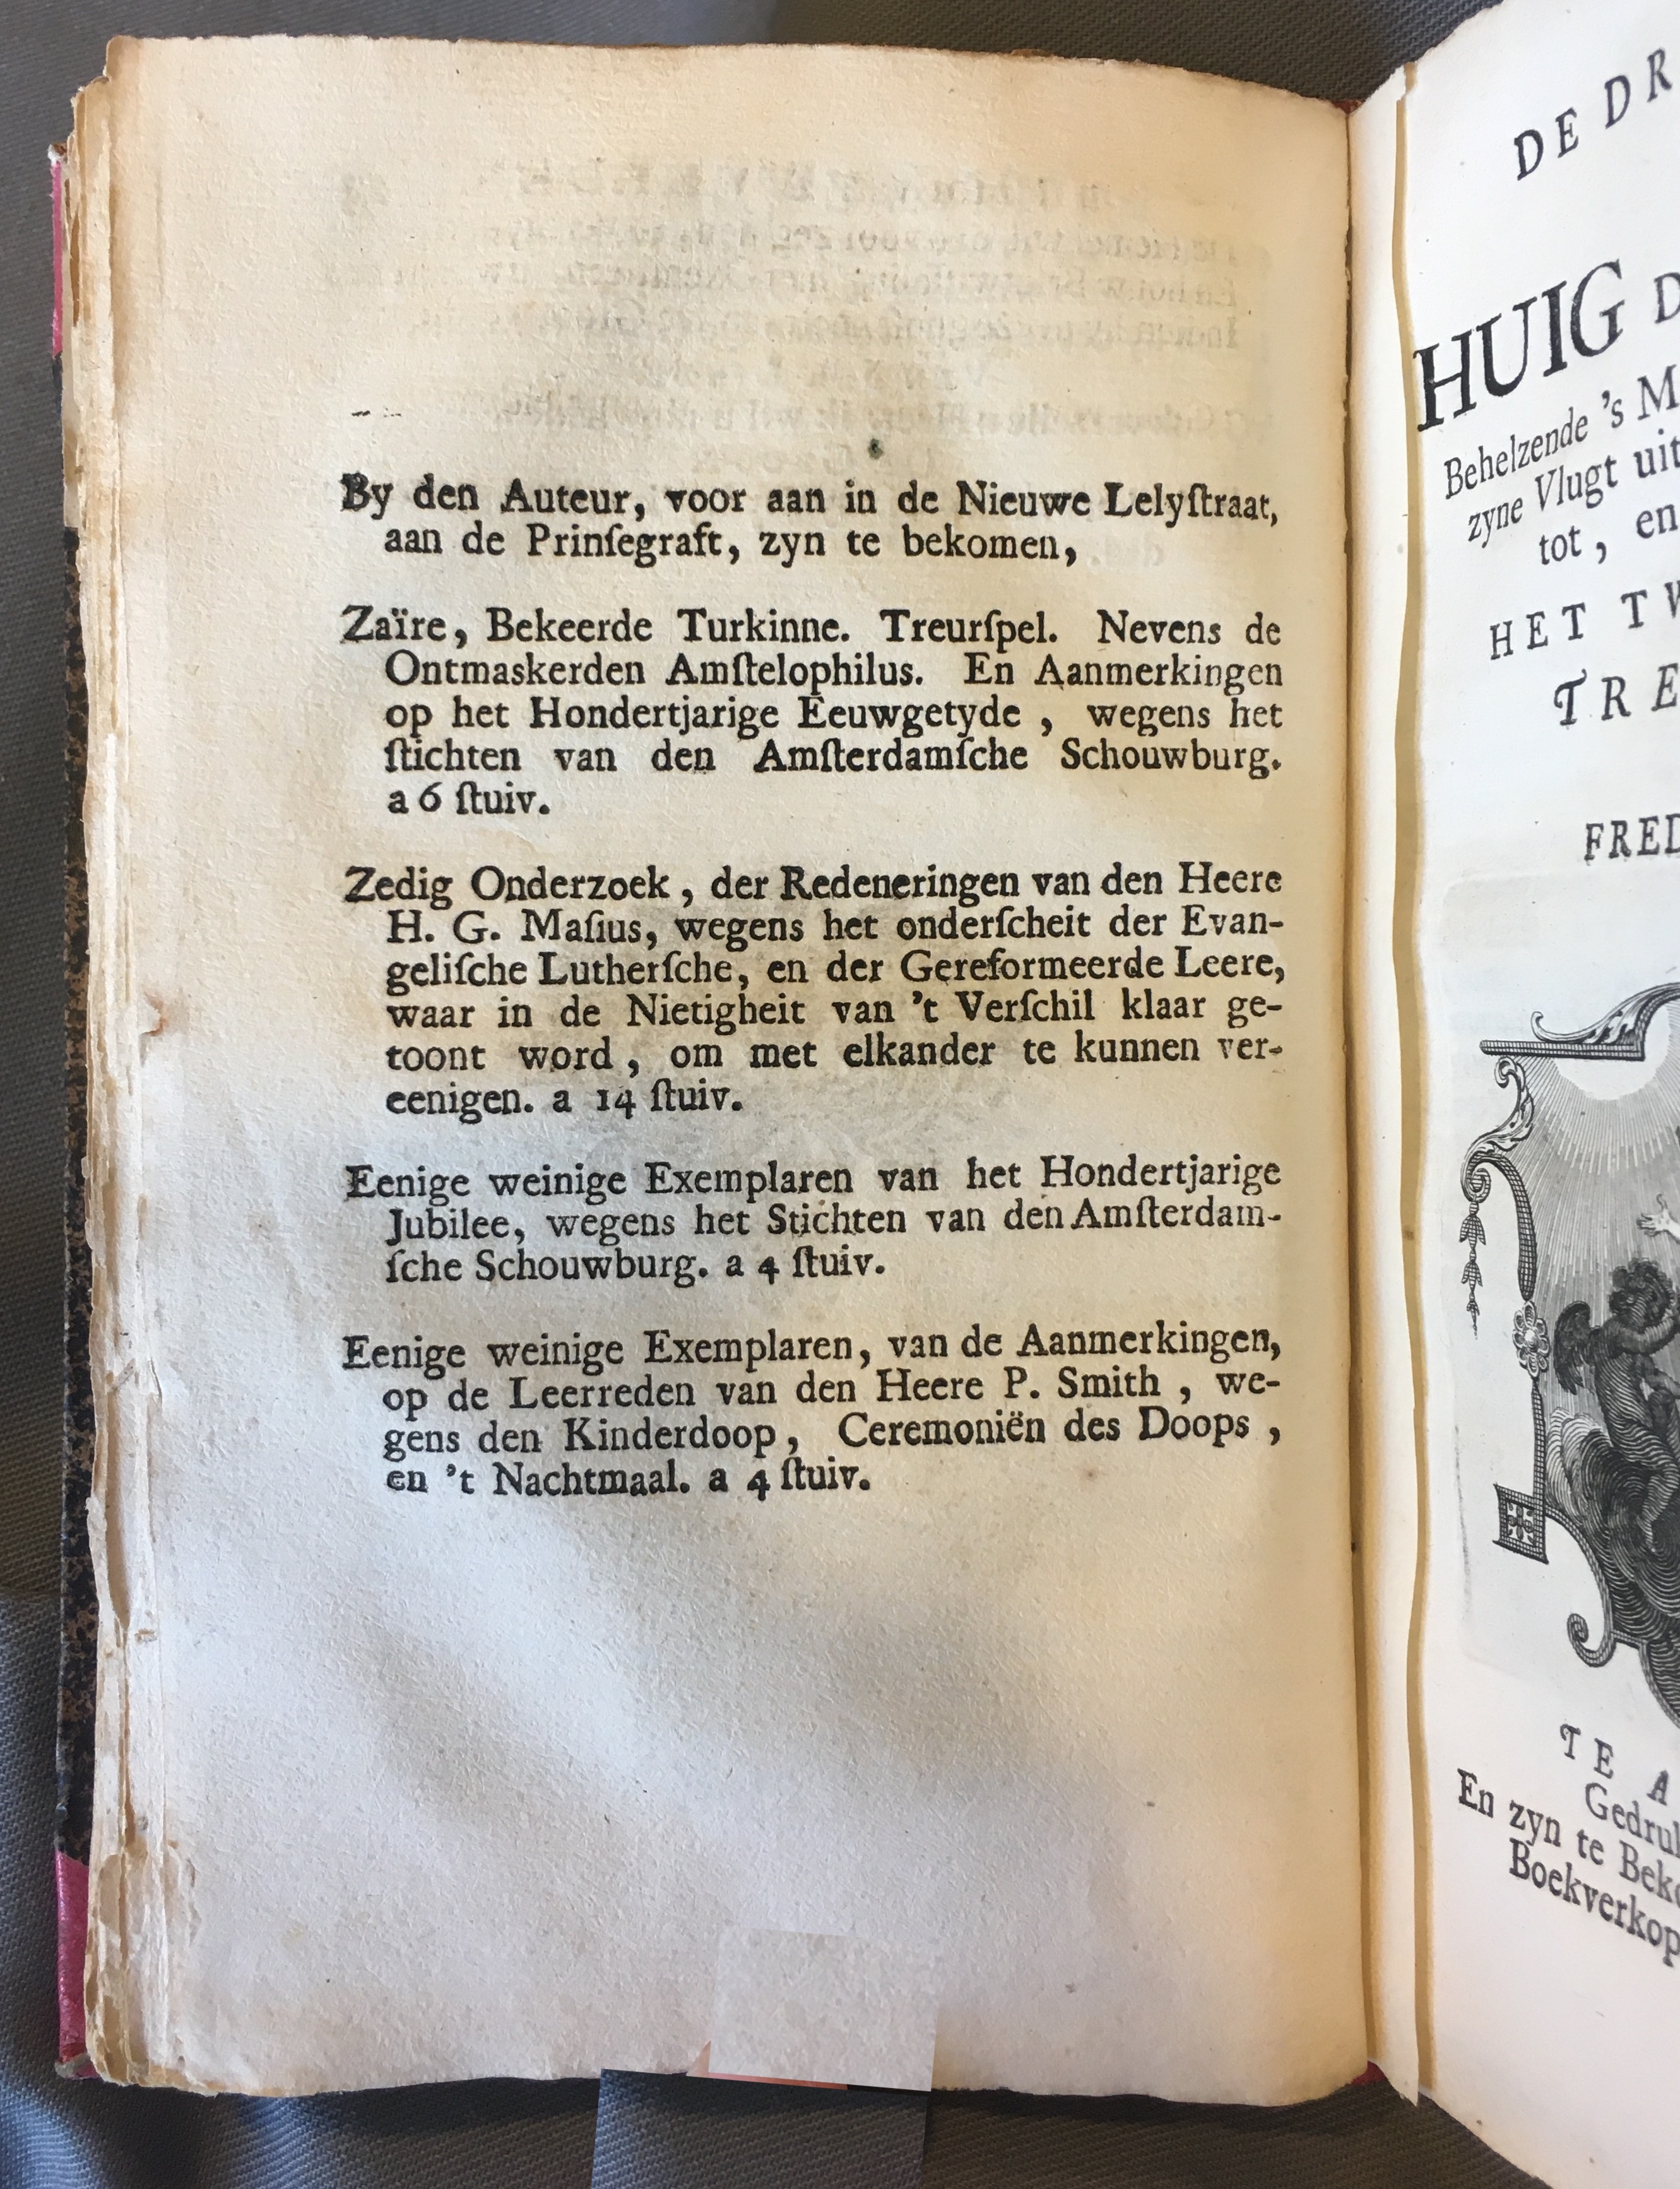 By den Auteur, voor aan in de Nieuwe Lelyſtraat,
aan de Prinſegraft, zyn te bekomen,
Zaïre, Bekeerde Turkinne. Treurſpel. Nevens de
Ontmaskerden Amſtelophilus. En Aanmerkingen
op het Hondertjarige Eeuwgetyde, wegens het
ſtichten van den Amſterdamſche Schouwburg.
a 6 ſtuiv.
Zedig Onderzoek, der Redeneringen van den Heere
H. G. Maſius, wegens het onderſcheit der Evan-
geliſche Lutherſche, en der Gereformeerde Leere,
waar in de Nietigheit van 't Verſchil klaar ge-
toont word, om met elkander te kunnen ver-
eenigen. a 14 ſtuiv.
Eenige weinige Exemplaren van het Hondertjarige
Jubilee, wegens het Stichten van den Amſterdam-
ſche Schouwburg. a 4 ſtuiv.
Eenige weinige Exemplaren, van de Aanmerkingen,
op de Leerreden van den Heere P. Smith, we-
gens den Kinderdoop, Ceremoniën des Doops,
en 't Nachtmaal. a 4 ſtuiv.
DE DR
HUIG D
Behelzende 's M
zyne Vlugt uit
tot, en
HET TW
TRE
FRED
TE A
Gedruk
En zyn te Beko
Boekverkop